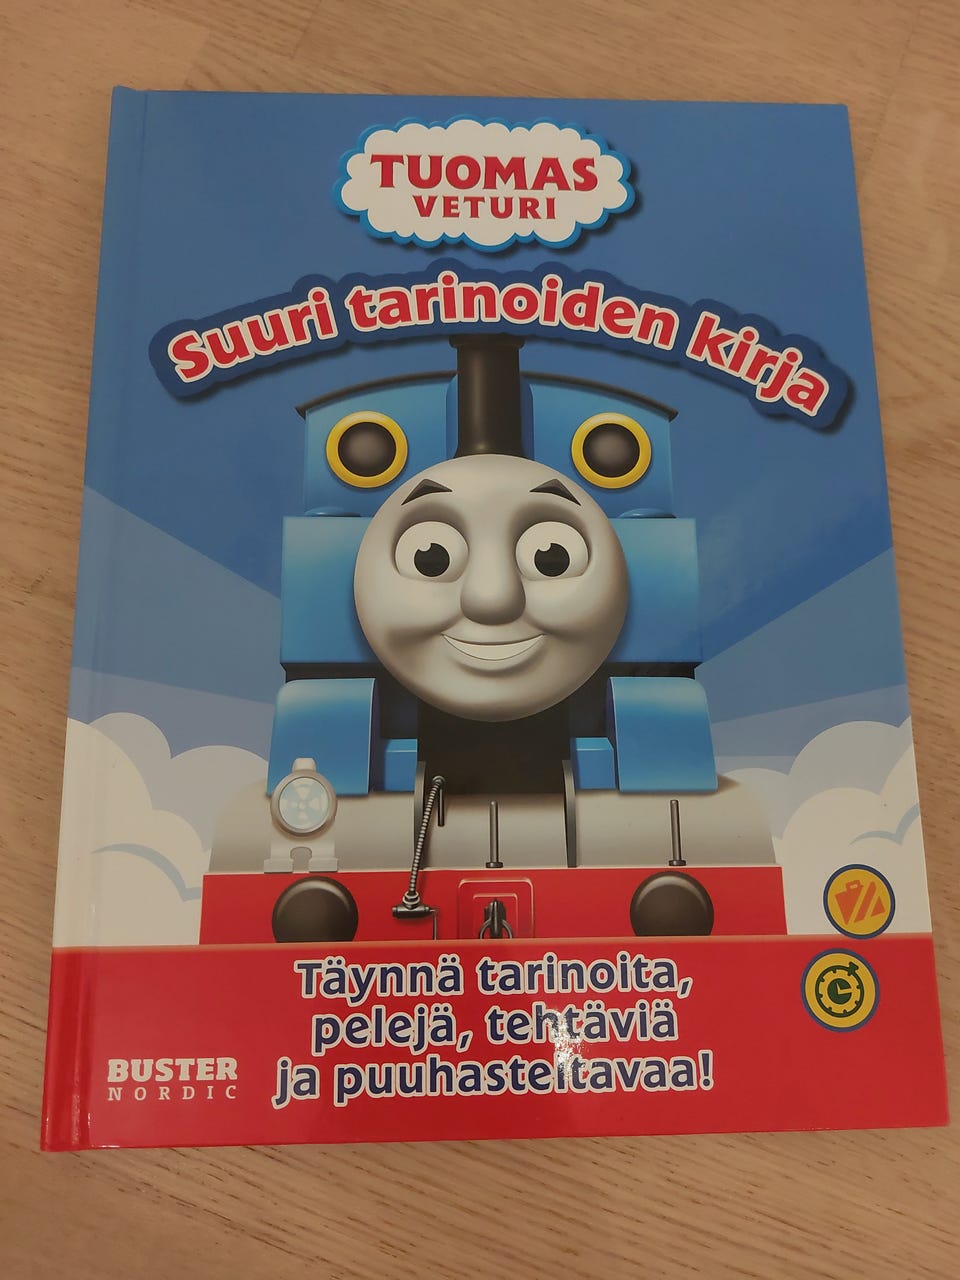 TUOMAS
VETURI
Suuri tarinoiden kirja
Täynnä tarinoita,
pelejä, tehtäviä
ja puuhasteltavaa!
BUSTER
NORDIC